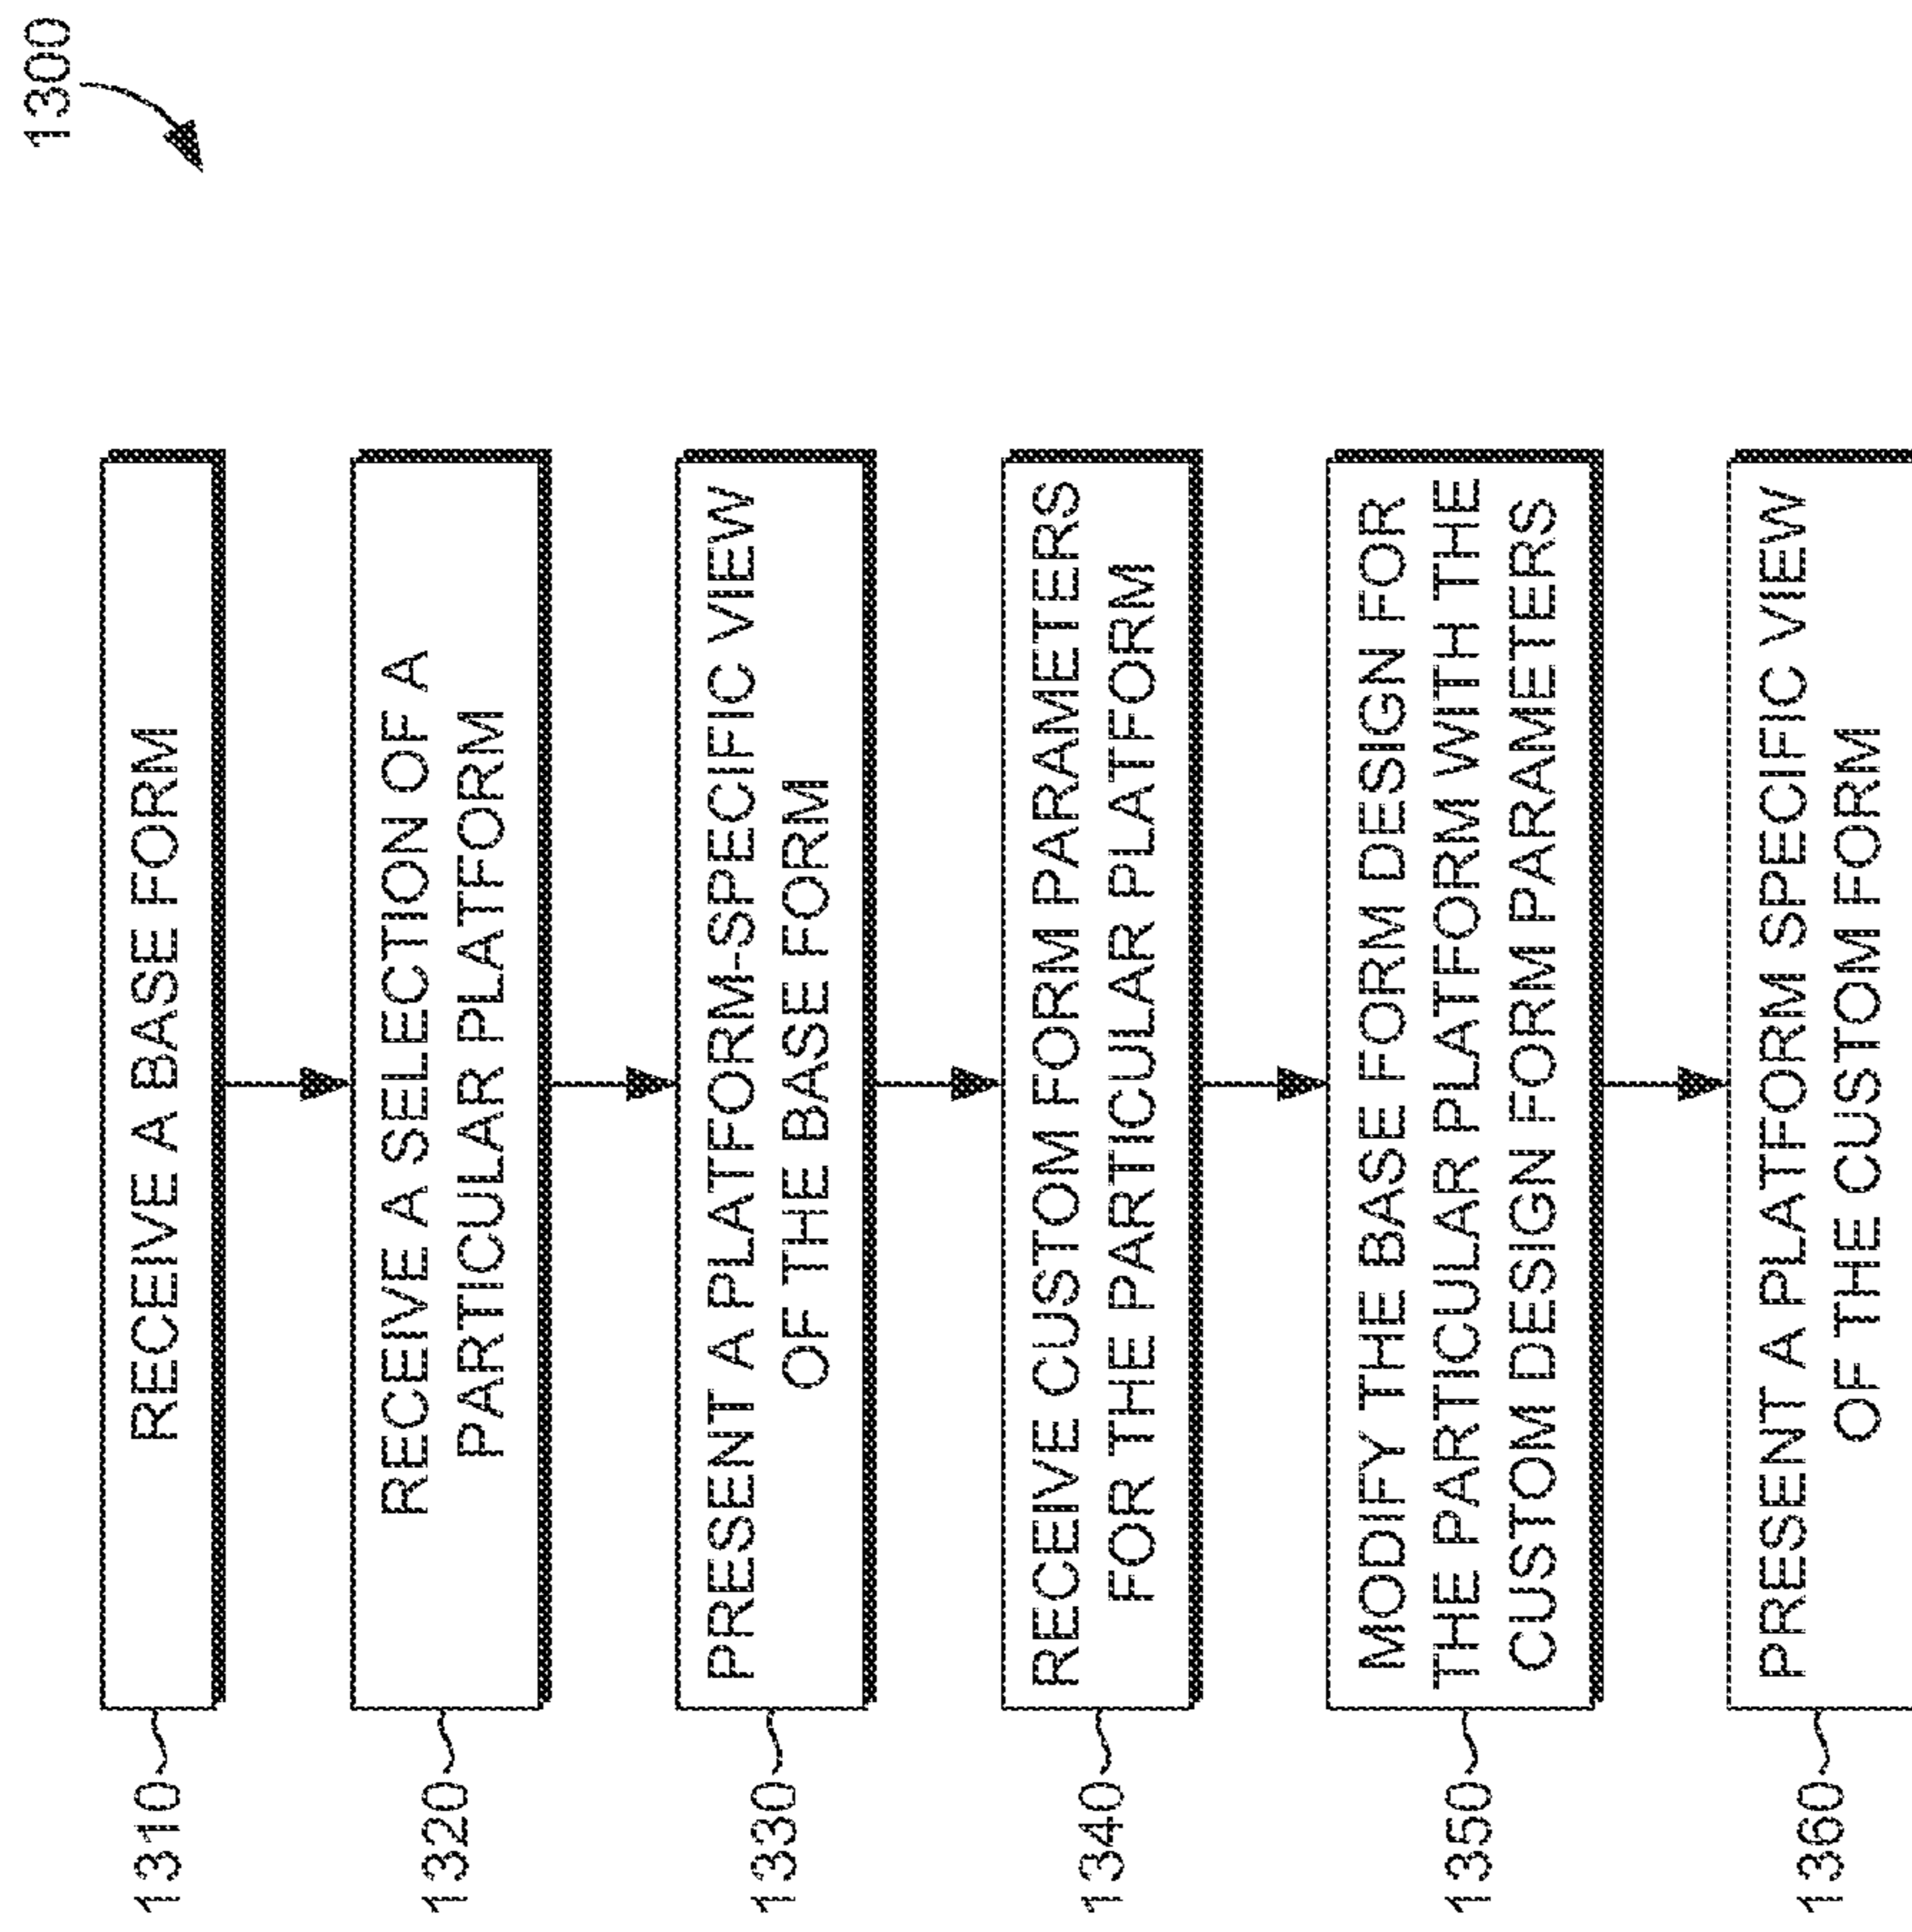 1300
1310
RECEIVE A BASE FORM
1320
RECEIVE A SELECTION OF A
PARTICULAR PLATFORM
1330
PRESENT A PLATFORM-SPECIFIC VIEW
OF THE BASE FORM
1340
RECEIVE CUSTOM FORM PARAMETERS
FOR THE PARTICULAR PLATFORM
1350
MODIFY THE BASE FORM DESIGN FOR
THE PARTICULAR PLATFORM WITH THE
CUSTOM DESIGN FORM PARAMETERS
1360
PRESENT A PLATFORM SPECIFIC VIEW
OF THE CUSTOM FORM